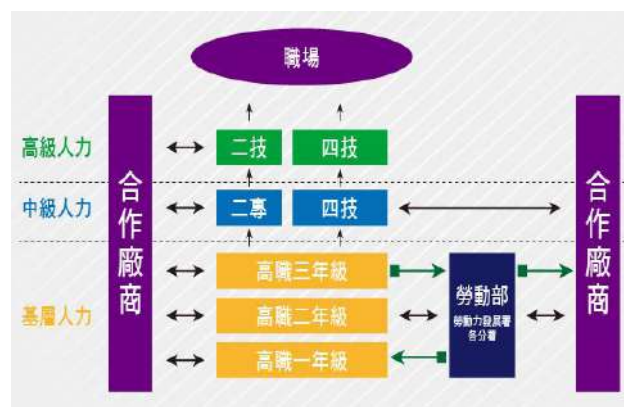 職場
高級人力
二技
四技
合作廠商
合作廠商
中級人力
二專
四技
高職三年級
勞動部
勞動力發展署
各分署
基層人力
高職二年級
高職一年級